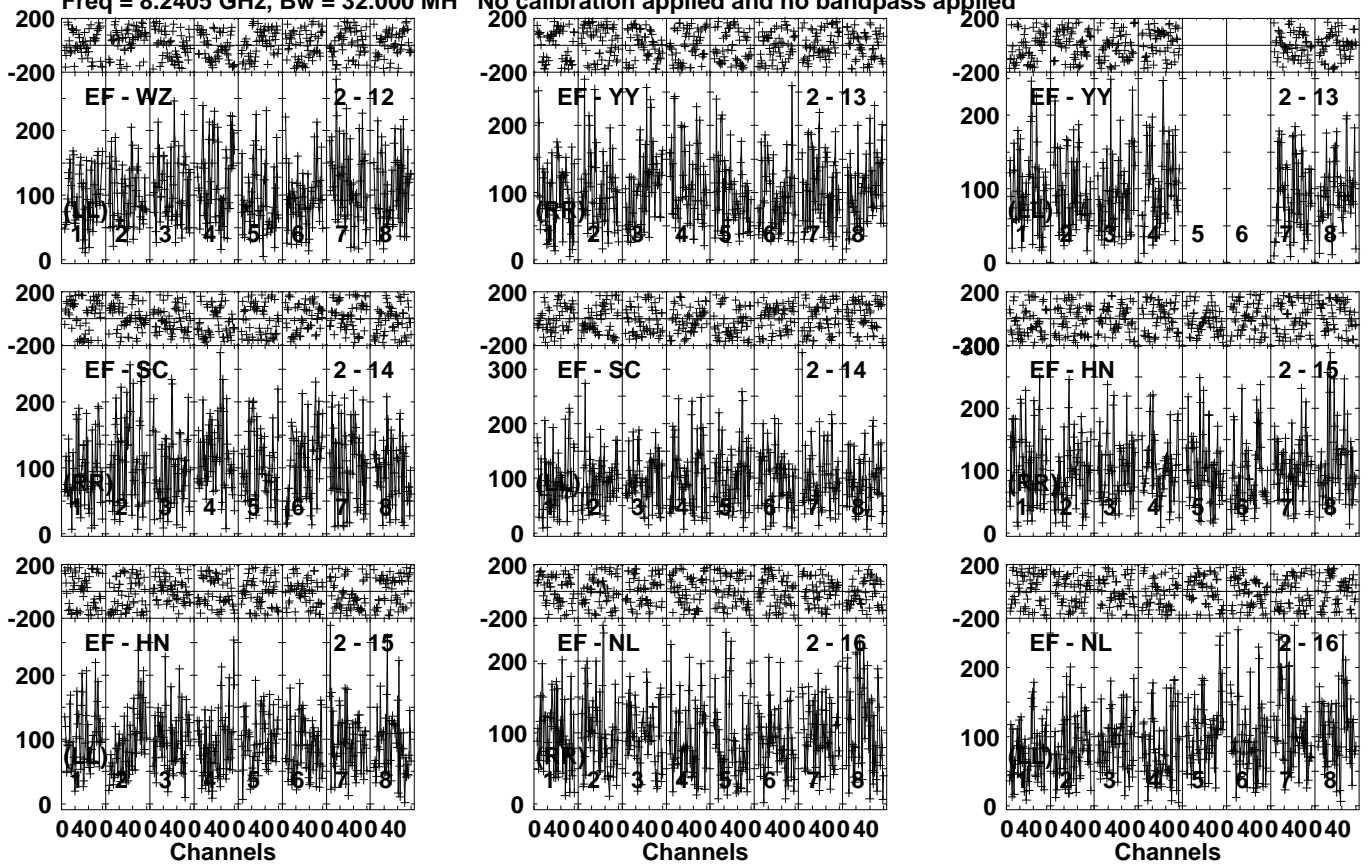 Freq = 8.2405 GHz, Bw = 32.000 MH No calibration applied and no bandpass applied
200 200 200
-200 -200 -200
EF - WZ 2 - 12 EF - YY 2 - 13 EF - YY 2 - 13
200 200 200
100 100 100
(LL) (RR) (LL)
1 2 3 4 5 6 7 8 1 2 3 4 5 6 7 8 1 2 3 4 5 6 7 8
0 0 0
200 200 200
-200 -200 -200
300 300
EF - SC 2 - 14 EF - SC 2 - 14 EF - HN 2 - 15
200 200 200
100 100 100
(RR) (LL) (RR)
1 2 3 4 5 6 7 8 1 2 3 4 5 6 7 8 1 2 3 4 5 6 7 8
0 0 0
200 200 200
-200 -200 -200
EF - HN 2 - 15 EF - NL 2 - 16 EF - NL 2 - 16
200 200 200
100 100 100
(LL) (RR) (LL)
1 2 3 4 5 6 7 8 1 2 3 4 5 6 7 8 1 2 3 4 5 6 7 8
0 0 0
0 40 0 40 0 40 0 40 0 40 0 40 0 40 0 40 0 40 0 40 0 40 0 40 0 40 0 40 0 40 0 40 0 40 0 40 0 40 0 40 0 40 0 40 0 40 0 40
Channels Channels Channels